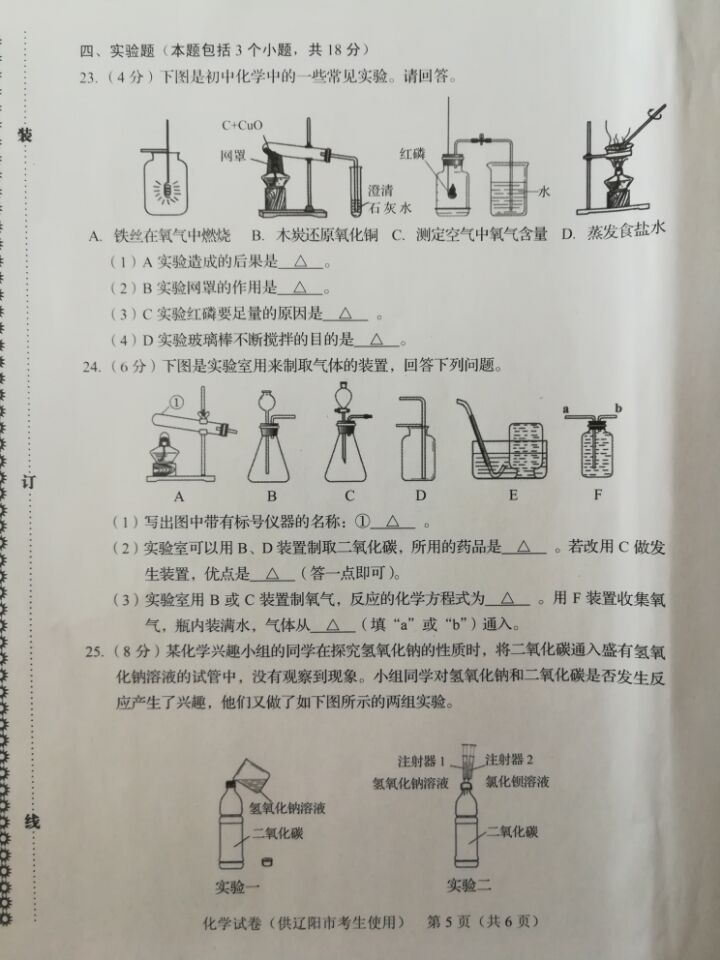 四、实验题（本题包括3个小题，共18分）
23.（4分）下图是初中化学中的一些常见实验。请回答。
装
C+CuO
网罩
澄清
石灰水
红磷
水
A. 铁丝在氧气中燃烧 B. 木炭还原氧化铜 C. 测定空气中氧气含量 D. 蒸发食盐水
（1）A实验造成的后果是 △ 。
（2）B实验网罩的作用是 △ 。
（3）C实验红磷要足量的原因是 △ 。
（4）D实验玻璃棒不断搅拌的目的是 △ 。
24.（6分）下图是实验室用来制取气体的装置，回答下列问题。
①
a b
A B C D E F
订
（1）写出图中带有标号仪器的名称：① △ 。
（2）实验室可以用B、D装置制取二氧化碳，所用的药品是 △ 。若改用C做发
生装置，优点是 △ （答一点即可）。
（3）实验室用B或C装置制氧气，反应的化学方程式为 △ 。用F装置收集氧
气，瓶内装满水，气体从 △ （填“a”或“b”）通入。
25.（8分）某化学兴趣小组的同学在探究氢氧化钠的性质时，将二氧化碳通入盛有氢氧
化钠溶液的试管中，没有观察到现象。小组同学对氢氧化钠和二氧化碳是否发生反
应产生了兴趣，他们又做了如下图所示的两组实验。
注射器1 注射器2
氢氧化钠溶液 氯化钡溶液
氢氧化钠溶液
线
二氧化碳 二氧化碳
实验一 实验二
化学试卷（供辽阳市考生使用） 第5页（共6页）